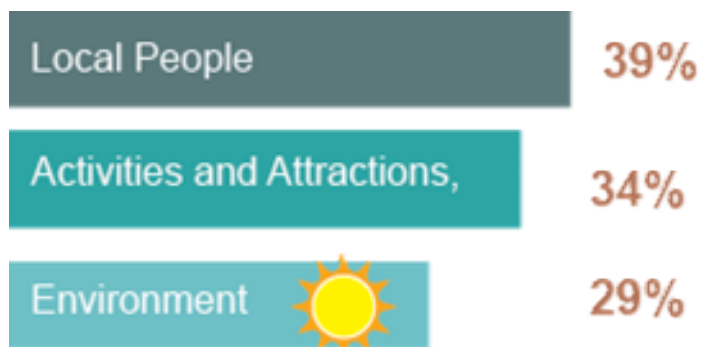 Local People
39%
Activities and Attractions,
34%
Environment
29%